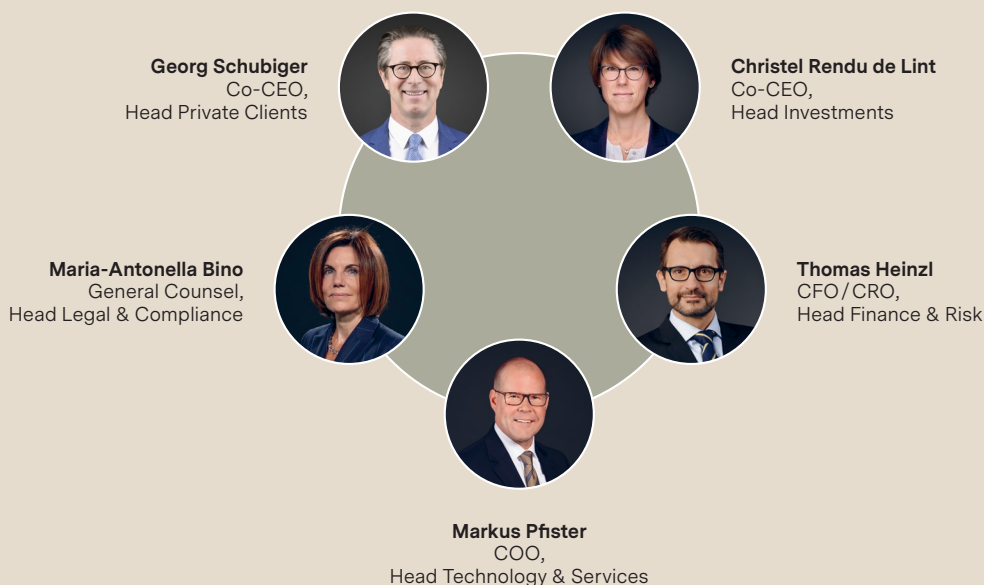 Georg Schubiger
Co-CEO,
Head Private Clients
Christel Rendu de Lint
Co-CEO,
Head Investments
Maria-Antonella Bino
General Counsel,
Head Legal & Compliance
Thomas Heinzl
CFO / CRO,
Head Finance & Risk
Markus Pfister
COO,
Head Technology & Services